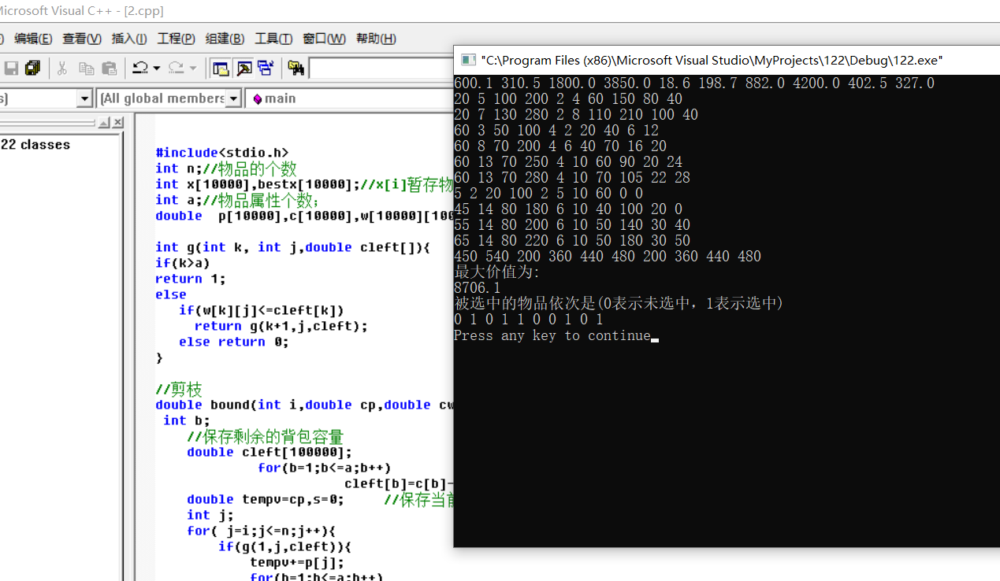 Microsoft Visual C++ - [2.cpp]
编辑(E) 查看(V) 插入(I) 工程(P) 组建(B) 工具(T) 窗口(W) 帮助(H)
s] [All global members main
22 classes
#include<stdio.h>
int n;//物品的个数
int x[10000],bestx[10000];//x[i]暂存物
int a;//物品属性个数;
double p[10000],c[10000],w[10000][100
int g(int k, int j,double cleft[]){
if(k>a)
return 1;
else
if(w[k][j]<=cleft[k])
return g(k+1,j,cleft);
else return 0;
}
//剪枝
double bound(int i,double cp,double cw
int b;
//保存剩余的背包容量
double cleft[100000];
for(b=1;b<=a;b++)
cleft[b]=c[b]-
double tempv=cp,s=0; //保存当前
int j;
for( j=i;j<=n;j++){
if(g(1,j,cleft)){
tempv+=p[j];
for(b=1;b<=a;b++)
"C:\Program Files (x86)\Microsoft Visual Studio\MyProjects\122\Debug\122.exe"
600.1 310.5 1800.0 3850.0 18.6 198.7 882.0 4200.0 402.5 327.0
20 5 100 200 2 4 60 150 80 40
20 7 130 280 2 8 110 210 100 40
60 3 50 100 4 2 20 40 6 12
60 8 70 200 4 6 40 70 16 20
60 13 70 250 4 10 60 90 20 24
60 13 70 280 4 10 70 105 22 28
5 2 20 100 2 5 10 60 0 0
45 14 80 180 6 10 40 100 20 0
55 14 80 200 6 10 50 140 30 40
65 14 80 220 6 10 50 180 30 50
450 540 200 360 440 480 200 360 440 480
最大价值为:
8706.1
被选中的物品依次是(0表示未选中，1表示选中)
0 1 0 1 1 0 0 1 0 1
Press any key to continue